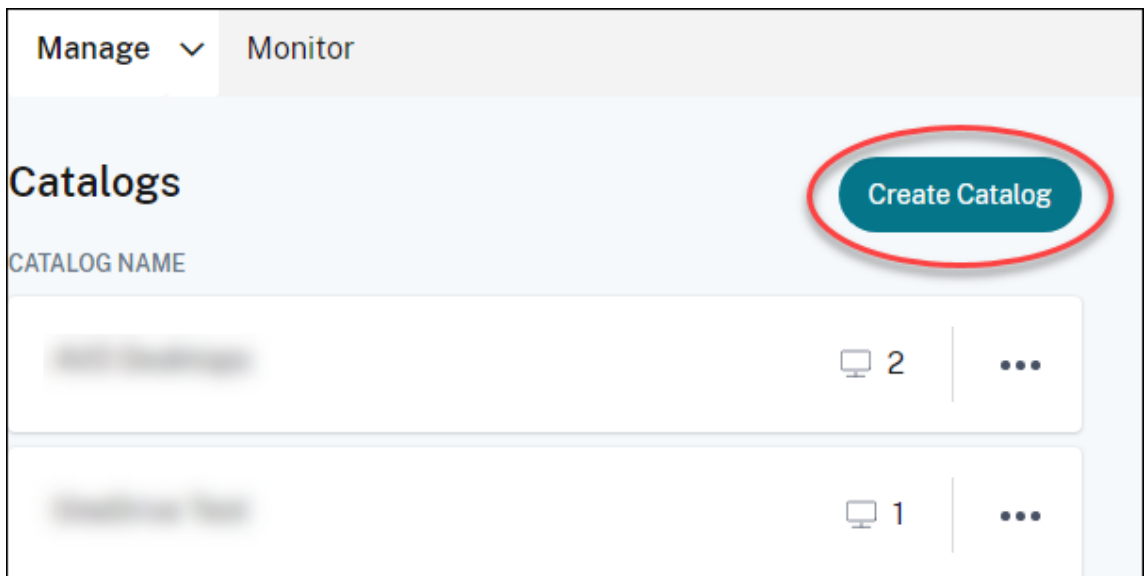 Manage Monitor
Catalogs
Create Catalog
CATALOG NAME
2
1